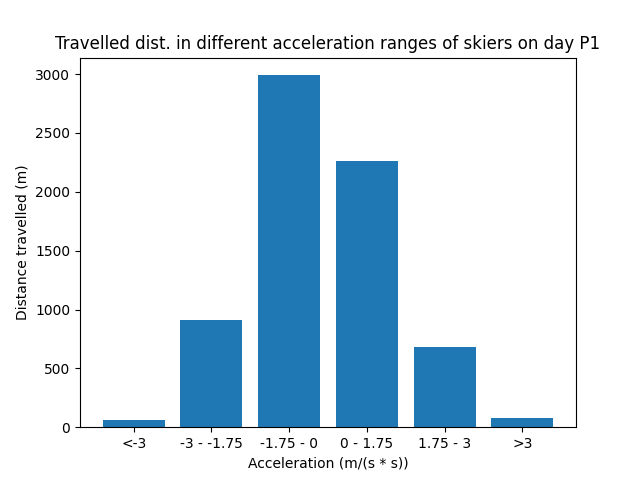 Travelled dist. in different acceleration ranges of skiers on day P1
3000
2500
2000
1500
1000
500
0
Distance travelled (m)
<-3
-3 - -1.75
-1.75 - 0
0 - 1.75
1.75 - 3
>3
Acceleration (m/(s * s))